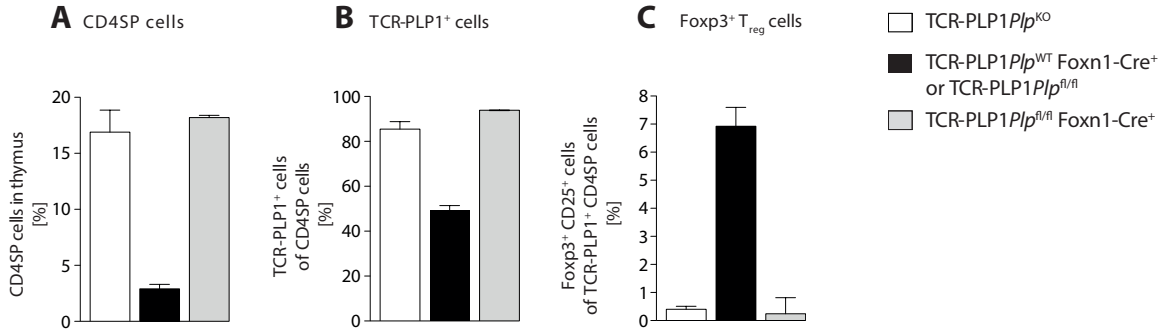 A CD4SP cells
CD4SP cells in thymus
[%]
20
15
10
5
0
B TCR-PLP1⁺ cells
TCR-PLP1⁺ cells
of CD4SP cells
[%]
100
80
60
40
20
0
C Foxp3⁺ T_reg cells
Foxp3⁺ CD25⁺ cells
of TCR-PLP1⁺ CD4SP cells
[%]
8
7
6
5
4
3
2
1
0
TCR-PLP1Plp^KO
TCR-PLP1Plp^WT Foxn1-Cre⁺
or TCR-PLP1Plp^fl/fl
TCR-PLP1Plp^fl/fl Foxn1-Cre⁺